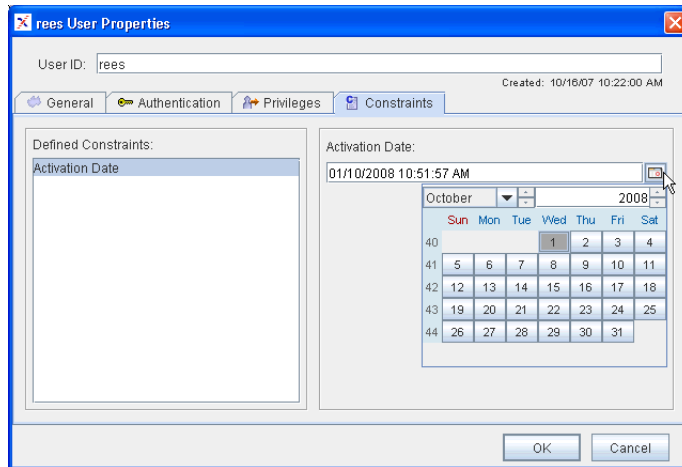 rees User Properties
User ID: rees
Created: 10/16/07 10:22:00 AM
General Authentication Privileges Constraints
Defined Constraints:
Activation Date
Activation Date:
01/10/2008 10:51:57 AM
October 2008
Sun Mon Tue Wed Thu Fri Sat
40 1 2 3 4
41 5 6 7 8 9 10 11
42 12 13 14 15 16 17 18
43 19 20 21 22 23 24 25
44 26 27 28 29 30 31
OK Cancel